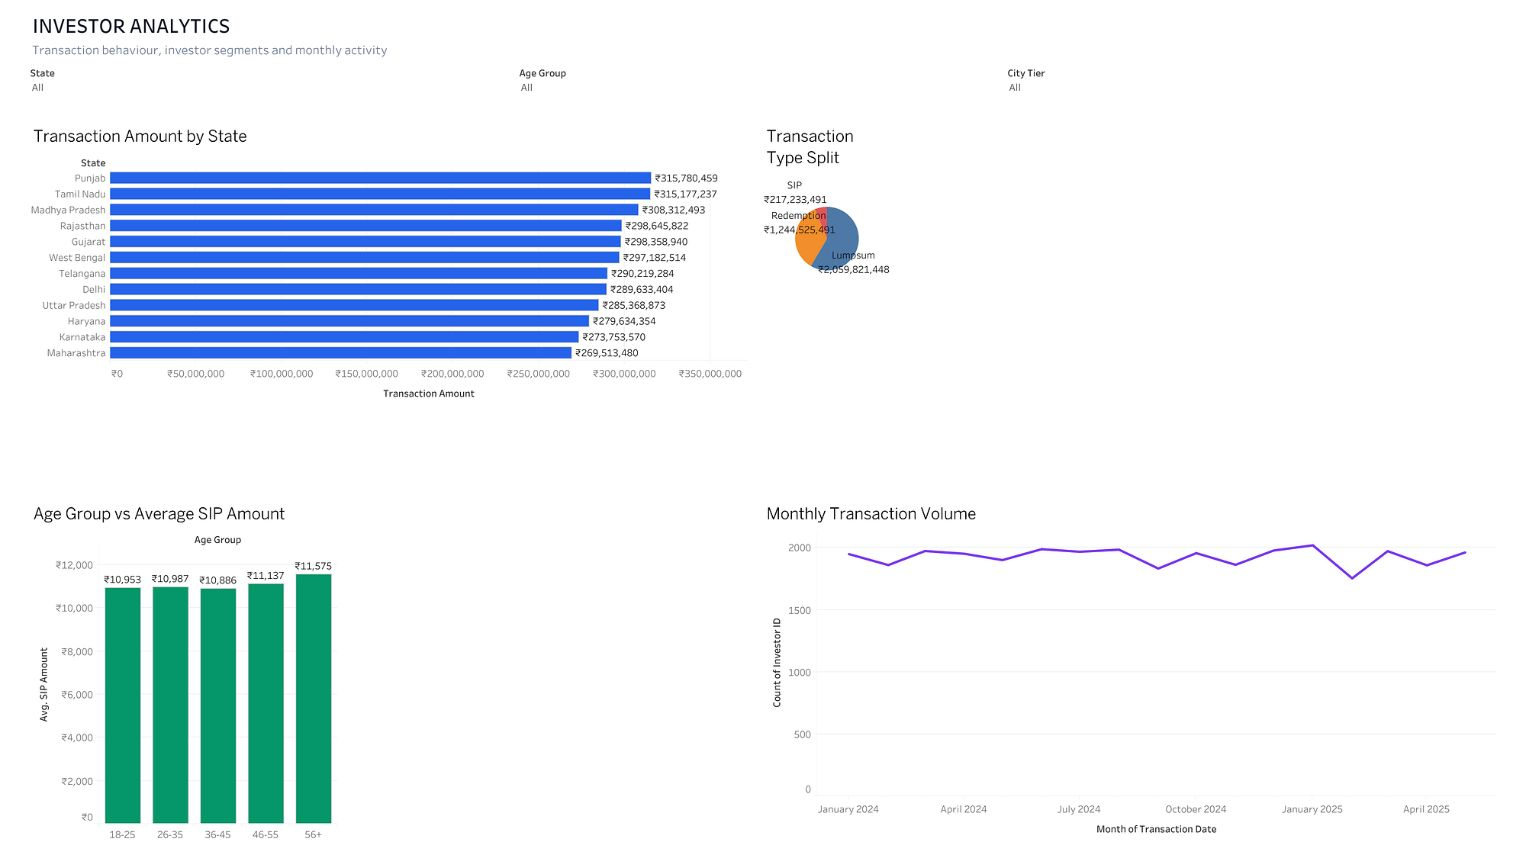 INVESTOR ANALYTICS
Transaction behaviour, investor segments and monthly activity
State
All
Age Group
All
City Tier
All
Transaction Amount by State
State
Punjab ₹315,780,459
Tamil Nadu ₹315,177,237
Madhya Pradesh ₹308,312,493
Rajasthan ₹298,645,822
Gujarat ₹298,358,940
West Bengal ₹297,182,514
Telangana ₹290,219,284
Delhi ₹289,633,404
Uttar Pradesh ₹285,368,873
Haryana ₹279,634,354
Karnataka ₹273,753,570
Maharashtra ₹269,513,480
₹0 ₹50,000,000 ₹100,000,000 ₹150,000,000 ₹200,000,000 ₹250,000,000 ₹300,000,000 ₹350,000,000
Transaction Amount
Transaction
Type Split
SIP
₹217,233,491
Redemption
₹1,244,525,491
Lumpsum
₹2,059,821,448
Age Group vs Average SIP Amount
Age Group
Avg. SIP Amount
₹12,000
₹10,000
₹8,000
₹6,000
₹4,000
₹2,000
₹0
₹10,953 ₹10,987 ₹10,886 ₹11,137 ₹11,575
18-25 26-35 36-45 46-55 56+
Monthly Transaction Volume
Count of Investor ID
2000
1500
1000
500
0
January 2024 April 2024 July 2024 October 2024 January 2025 April 2025
Month of Transaction Date